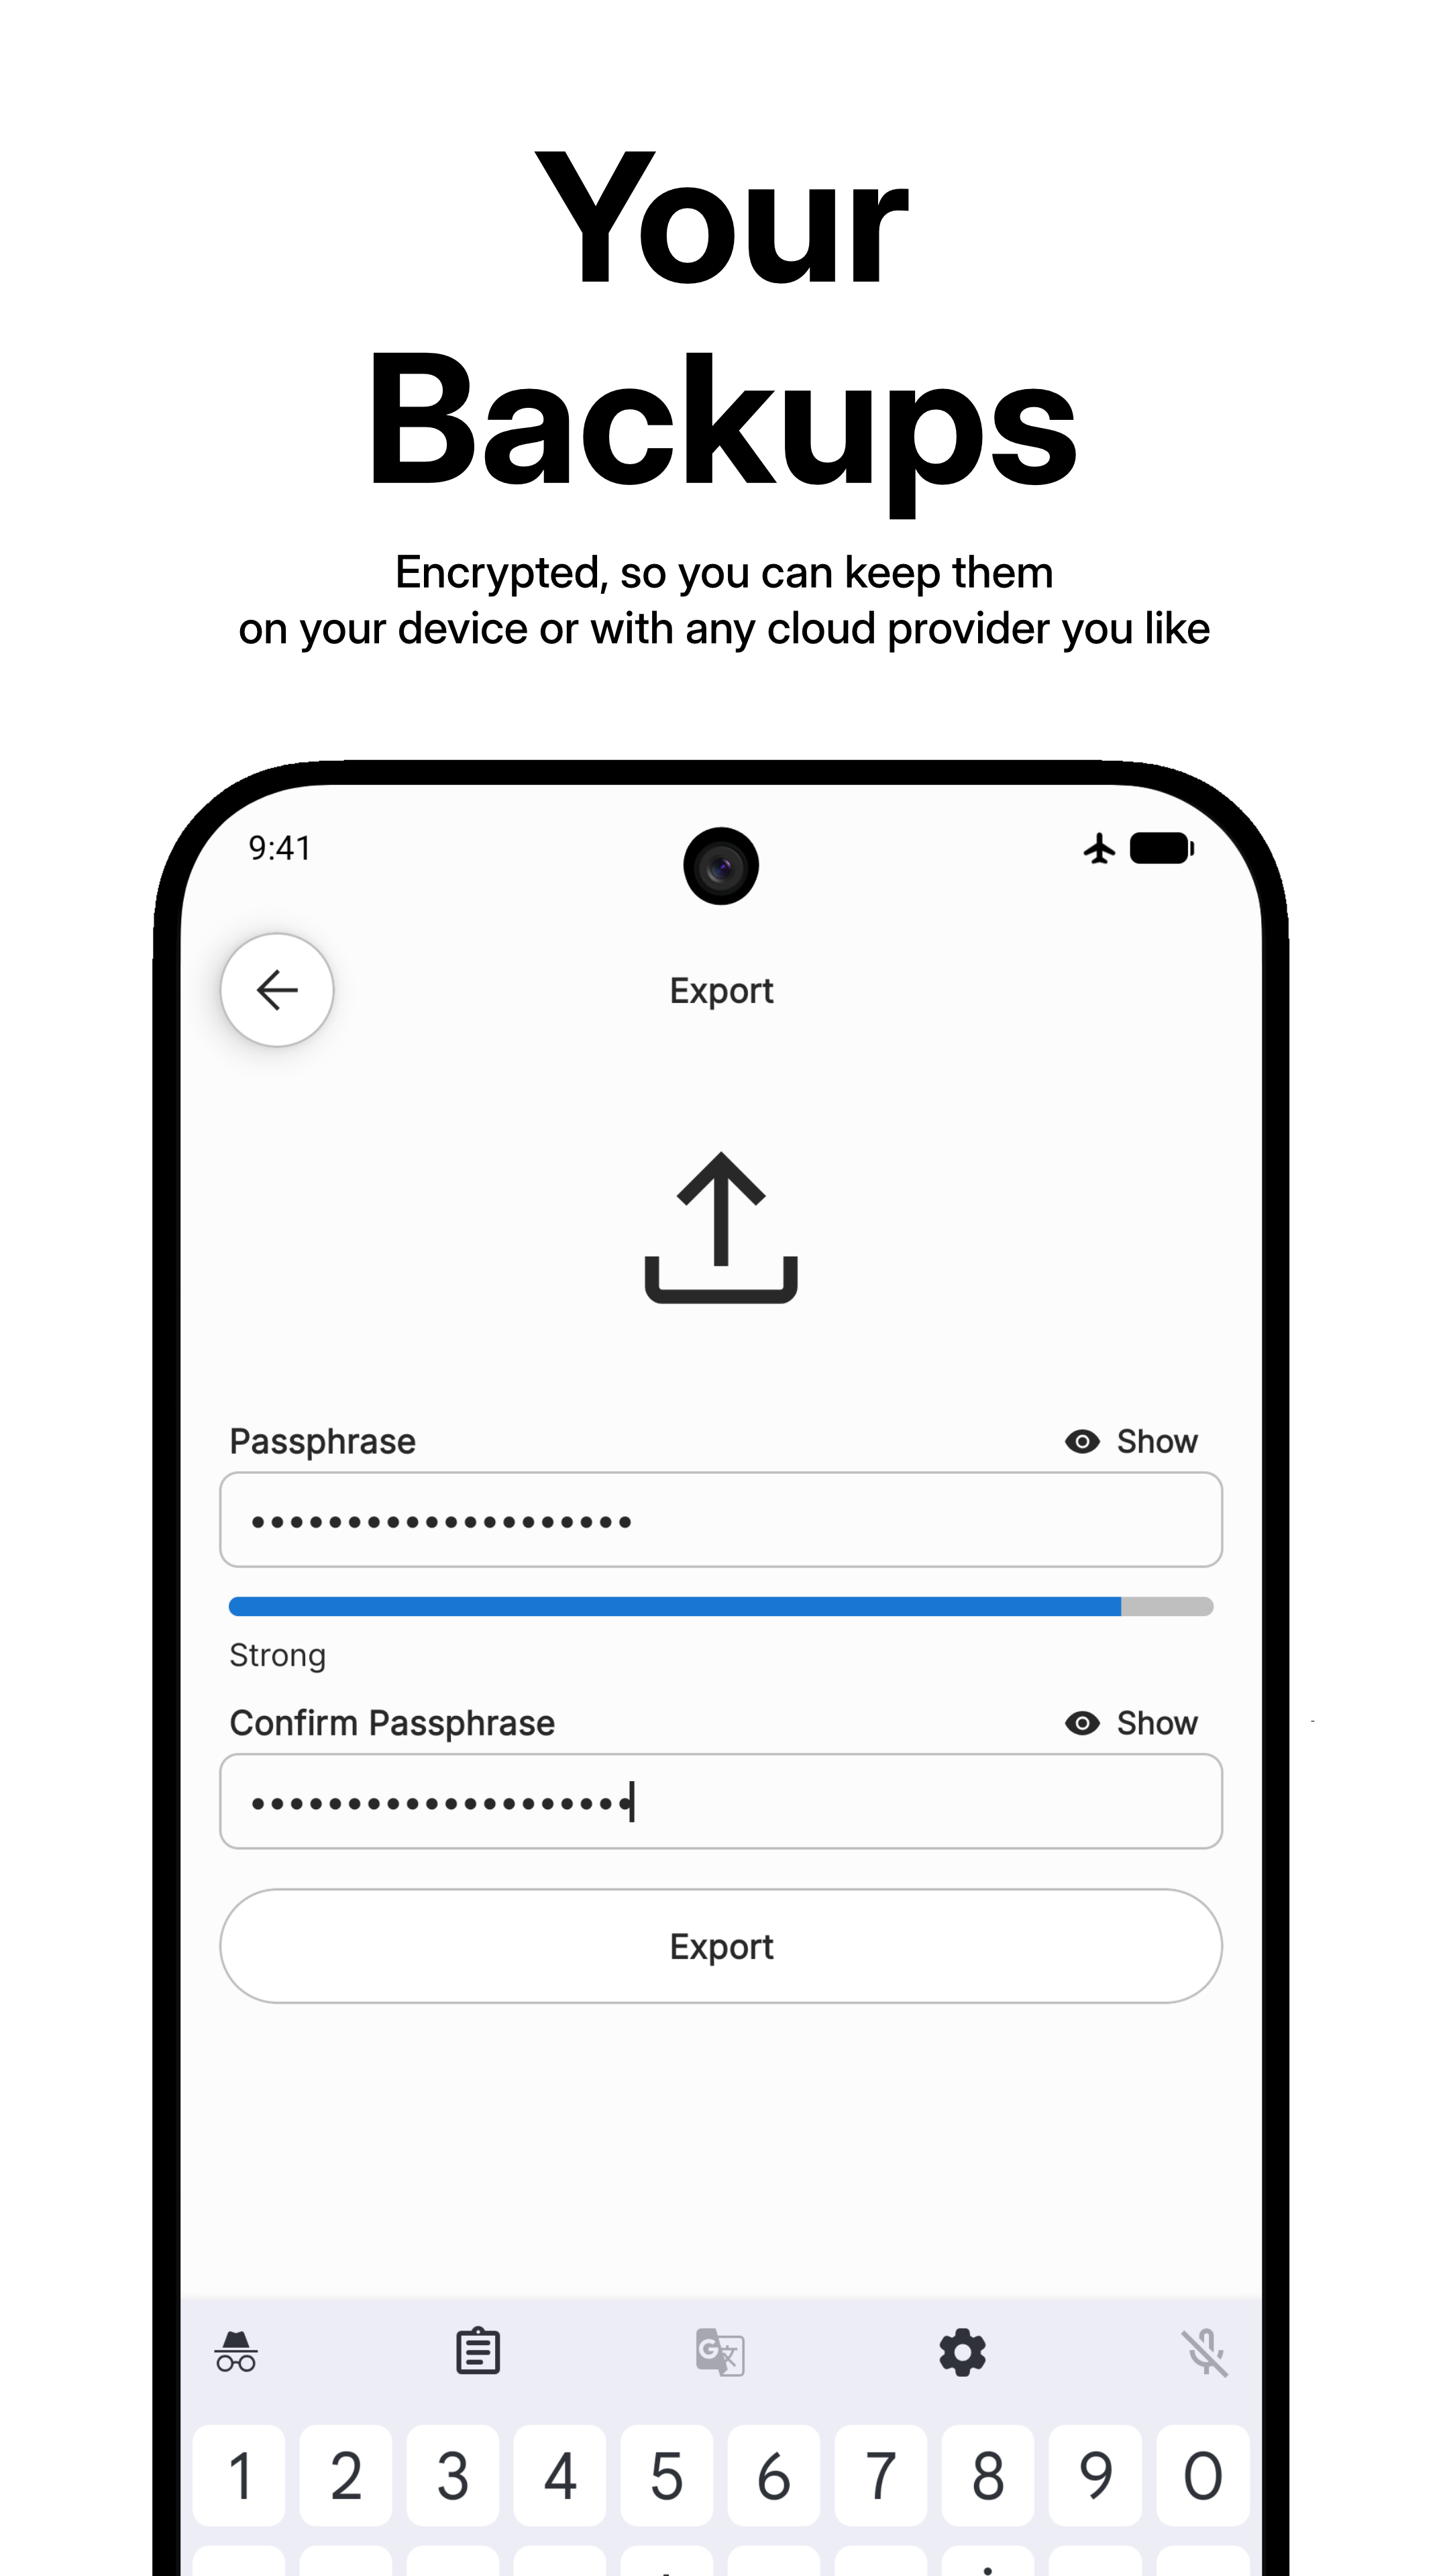 Your
Backups
Encrypted, so you can keep them
on your device or with any cloud provider you like
9:41
Export
Passphrase
Show
••••••••••••••••••••
Strong
Confirm Passphrase
Show
••••••••••••••••••••
Export
1 2 3 4 5 6 7 8 9 0